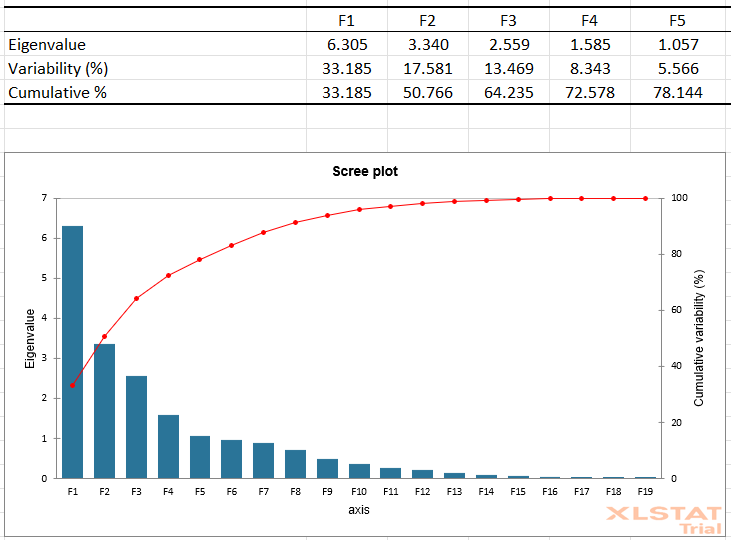 F1 F2 F3 F4 F5
Eigenvalue 6.305 3.340 2.559 1.585 1.057
Variability (%) 33.185 17.581 13.469 8.343 5.566
Cumulative % 33.185 50.766 64.235 72.578 78.144
Scree plot
7 100
6
80
5
60
4
3
40
2
20
1
0 0
Eigenvalue
Cumulative variability (%)
F1 F2 F3 F4 F5 F6 F7 F8 F9 F10 F11 F12 F13 F14 F15 F16 F17 F18 F19
axis
XLSTAT
Trial